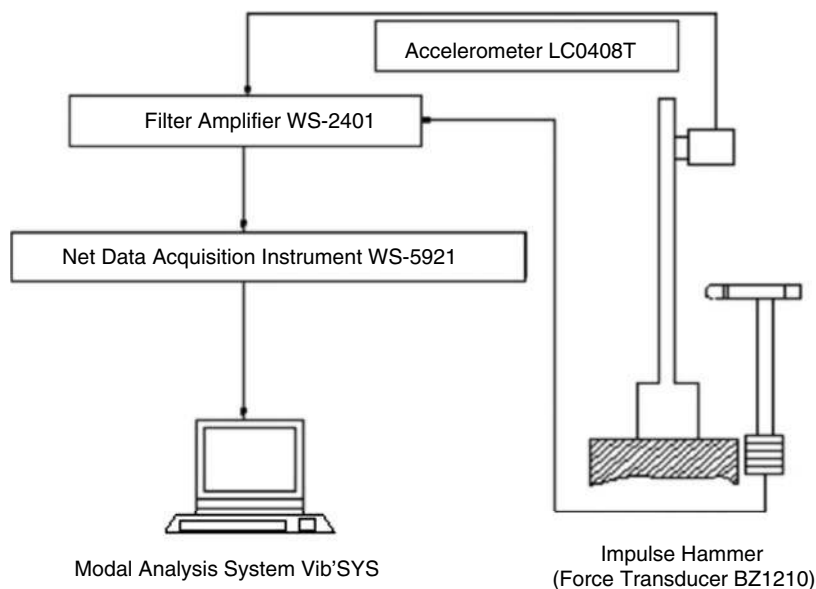 Accelerometer LC0408T
Filter Amplifier WS-2401
Net Data Acquisition Instrument WS-5921
Modal Analysis System Vib'SYS
Impulse Hammer
(Force Transducer BZ1210)